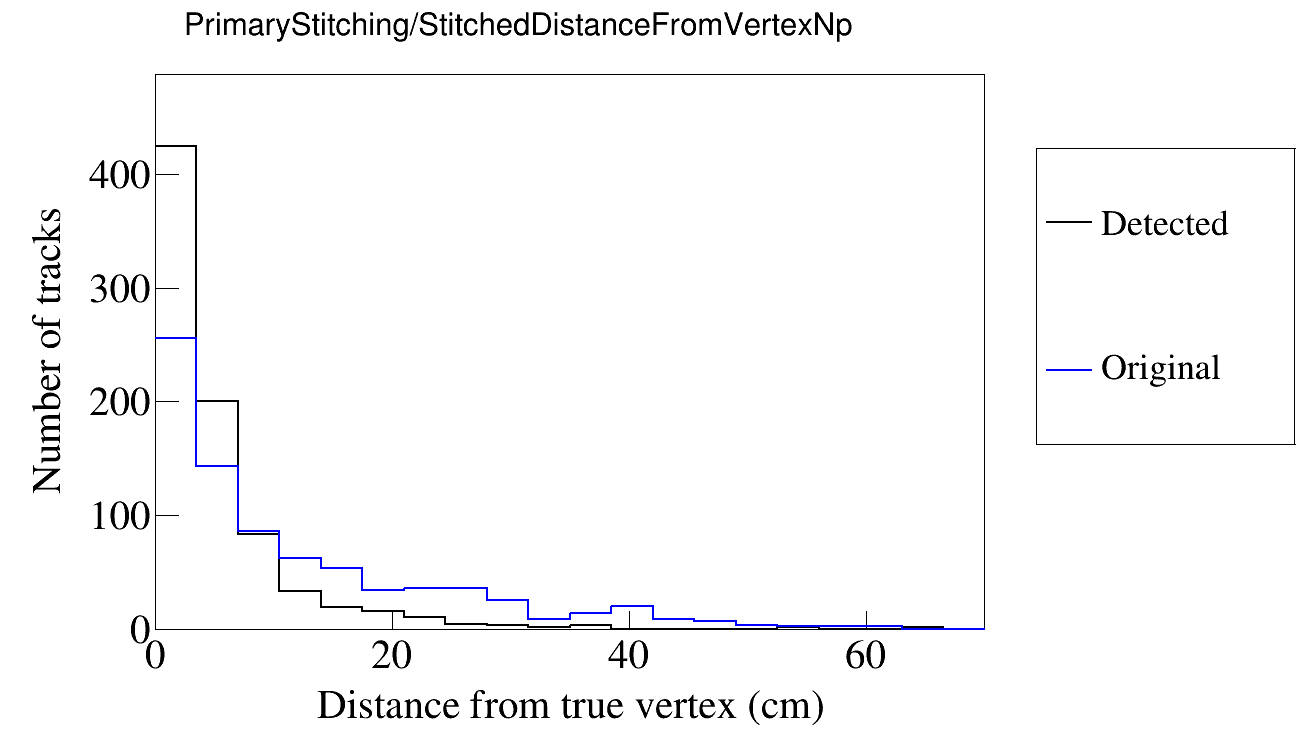 PrimaryStitching/StitchedDistanceFromVertexNp
400
300
200
100
0
0 20 40 60
Number of tracks
Distance from true vertex (cm)
Detected
Original